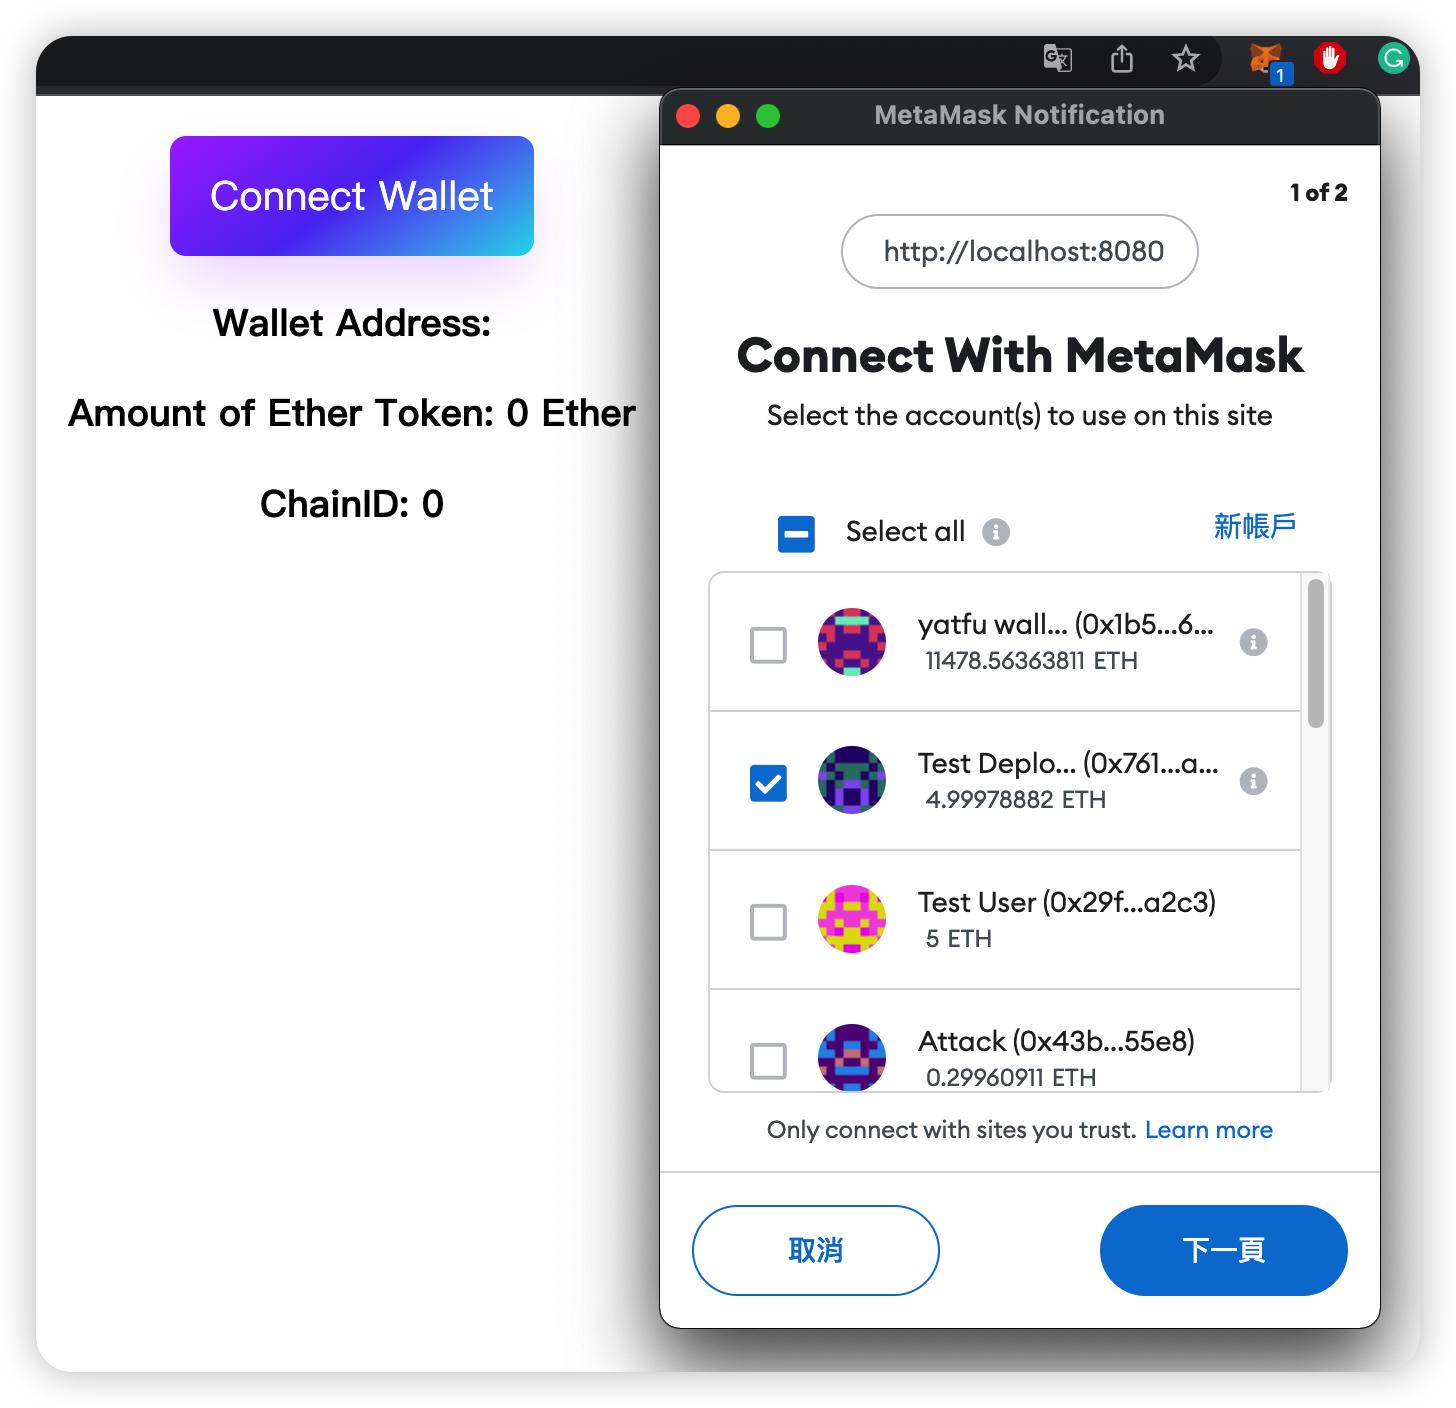 1
Connect Wallet
Wallet Address:
Amount of Ether Token: 0 Ether
ChainID: 0
MetaMask Notification
1 of 2
http://localhost:8080
Connect With MetaMask
Select the account(s) to use on this site
Select all
新帳戶
yatfu wall... (0x1b5...6...
11478.56363811 ETH
Test Deplo... (0x761...a...
4.99978882 ETH
Test User (0x29f...a2c3)
5 ETH
Attack (0x43b...55e8)
0.29960911 ETH
Only connect with sites you trust. Learn more
取消
下一頁